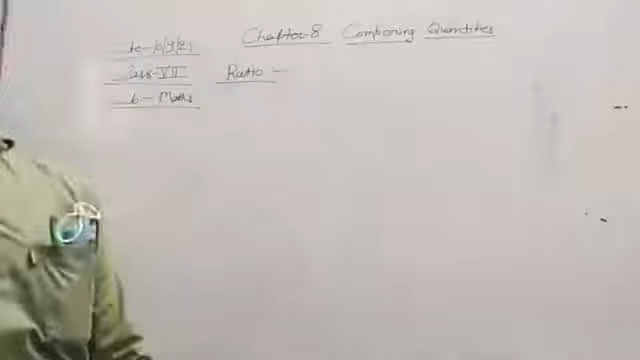 Chapter-8 Comparing Quantities
Class-VII
Ratio -
b - Maths